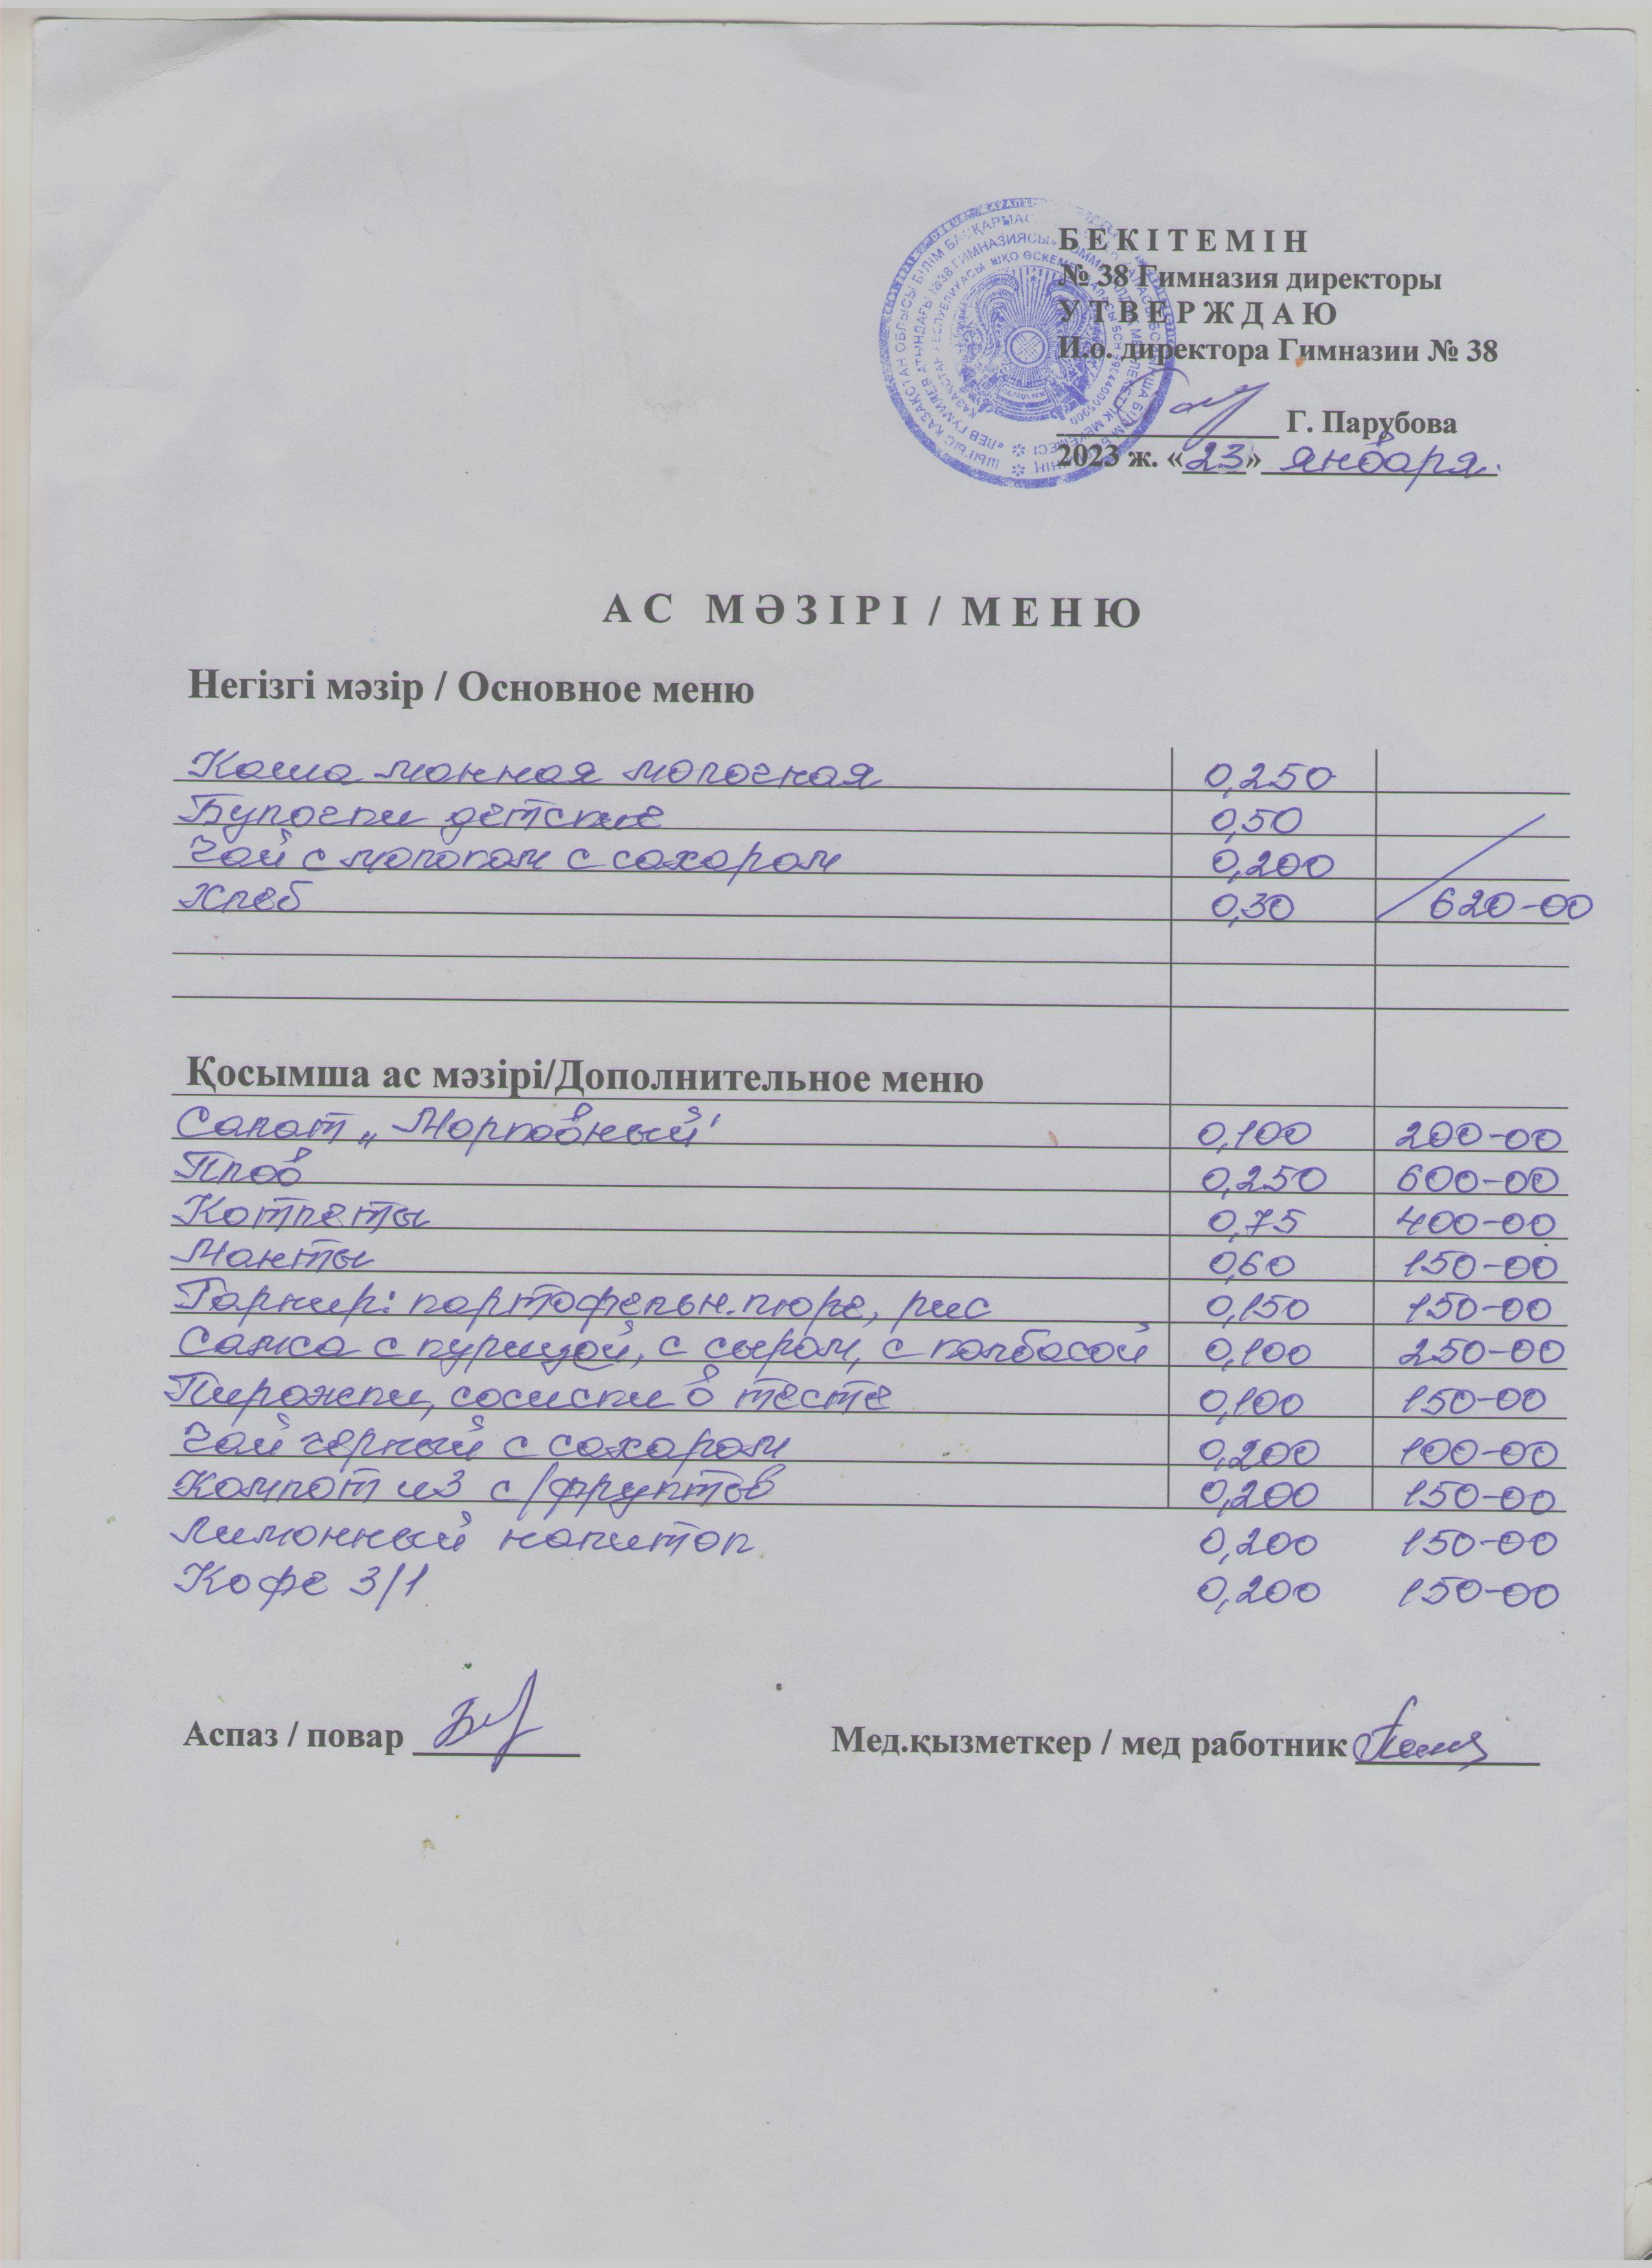 БЕКІТЕМІН
№ 38 Гимназия директоры
УТВЕРЖДАЮ
И.о. директора Гимназии № 38
Г. Парубова
2023 ж. «23» января.
АС МӘЗІРІ / МЕНЮ
Негізгі мәзір / Основное меню
Каша манная молочная 0,250
Булочки детские 0,50
Чай с молоком с сахаром 0,200
Хлеб 0,30 620-00
Қосымша ас мәзірі/Дополнительное меню
Салат „Морковный" 0,100 200-00
Плов 0,250 600-00
Котлеты 0,75 400-00
Манты 0,60 150-00
Гарнир: картофельн. пюре, рис 0,150 150-00
Самса с курицей, с сыром, с колбасой 0,100 250-00
Пирожки, сосиски в тесте 0,100 150-00
Чай черный с сахаром 0,200 100-00
Компот из с/фруктов 0,200 150-00
Лимонный напиток 0,200 150-00
Кофе 3/1 0,200 150-00
Аспаз / повар
Мед.қызметкер / мед работник